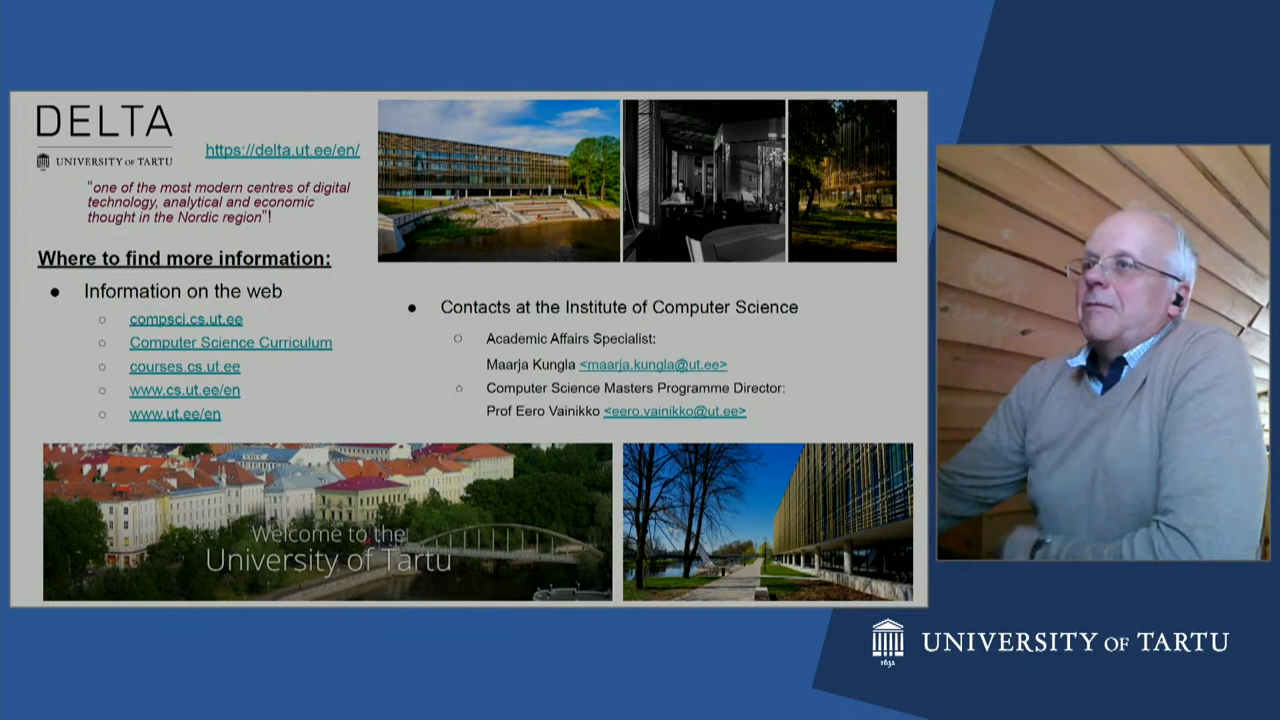 DELTA
UNIVERSITY OF TARTU
https://delta.ut.ee/en/
"one of the most modern centres of digital
technology, analytical and economic
thought in the Nordic region"!
Where to find more information:
● Information on the web
○ compsci.cs.ut.ee
○ Computer Science Curriculum
○ courses.cs.ut.ee
○ www.cs.ut.ee/en
○ www.ut.ee/en
● Contacts at the Institute of Computer Science
○ Academic Affairs Specialist:
Maarja Kungla <maarja.kungla@ut.ee>
○ Computer Science Masters Programme Director:
Prof Eero Vainikko <eero.vainikko@ut.ee>
Welcome to the
University of Tartu
UNIVERSITY OF TARTU
1632